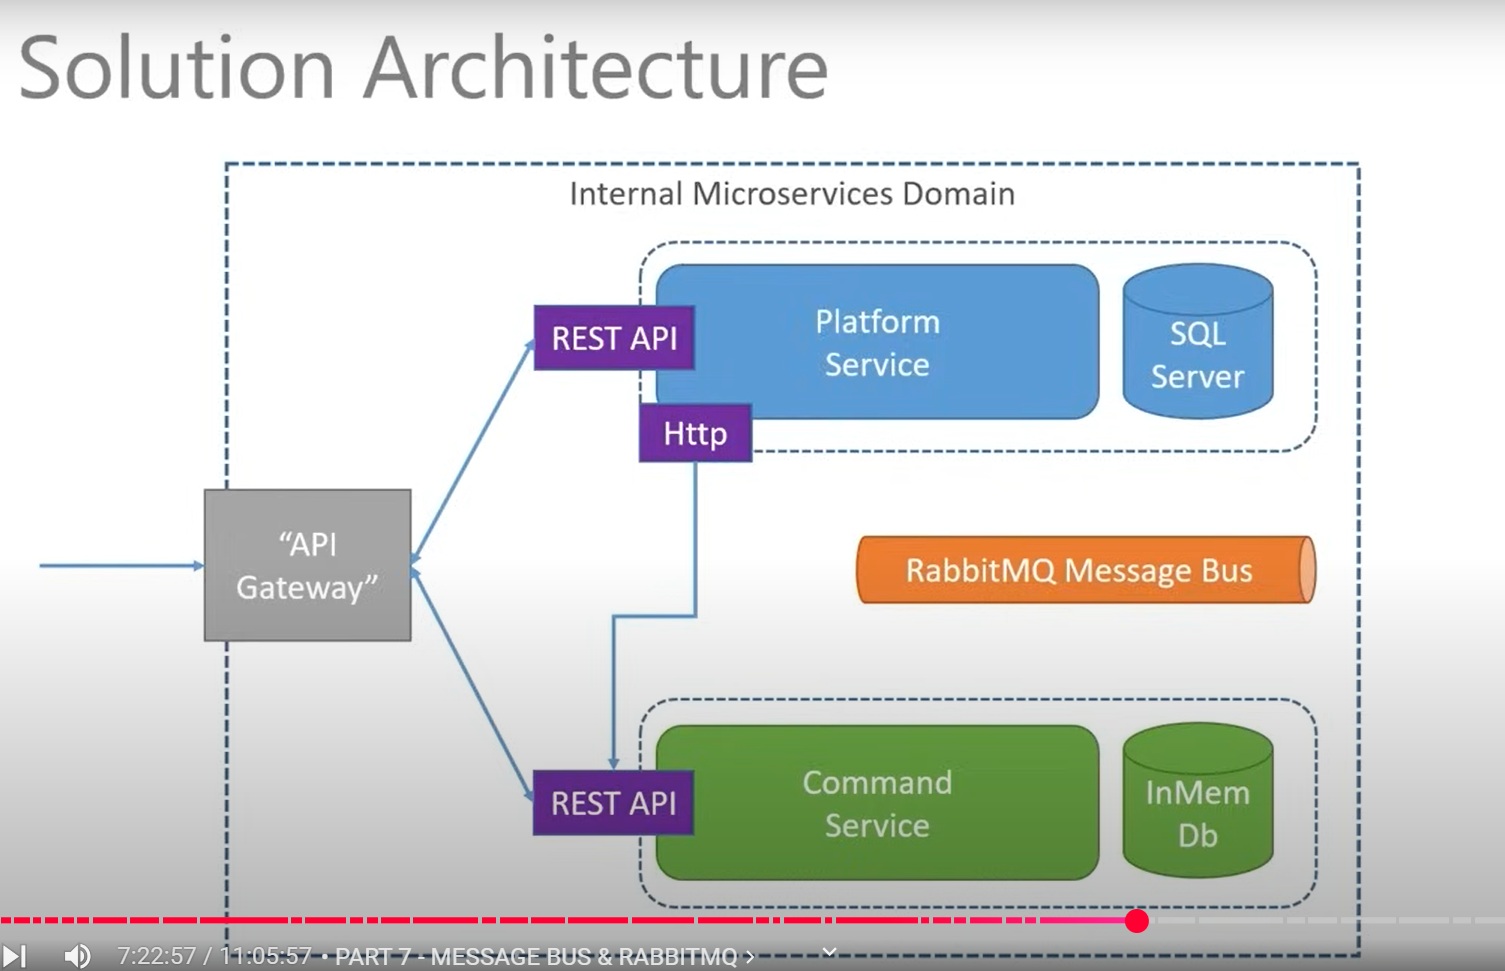 Solution Architecture
Internal Microservices Domain
REST API
Platform
Service
SQL
Server
Http
“API
Gateway”
RabbitMQ Message Bus
REST API
Command
Service
InMem
Db
7:22:57 / 11:05:57 • PART 7 - MESSAGE BUS & RABBITMQ